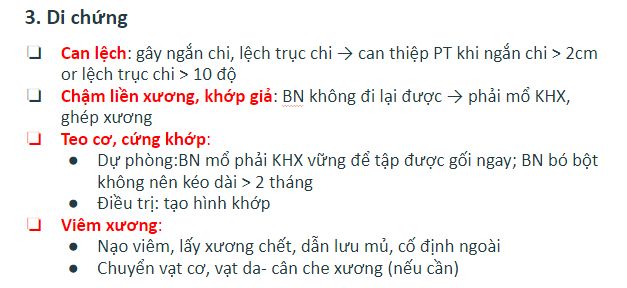 3. Di chứng
❑ Can lệch: gây ngắn chi, lệch trục chi → can thiệp PT khi ngắn chi > 2cm
or lệch trục chi > 10 độ
❑ Chậm liền xương, khớp giả: BN không đi lại được → phải mổ KHX,
ghép xương
❑ Teo cơ, cứng khớp:
● Dự phòng:BN mổ phải KHX vững để tập được gối ngay; BN bó bột
không nên kéo dài > 2 tháng
● Điều trị: tạo hình khớp
❑ Viêm xương:
● Nạo viêm, lấy xương chết, dẫn lưu mủ, cố định ngoài
● Chuyển vạt cơ, vạt da- cân che xương (nếu cần)